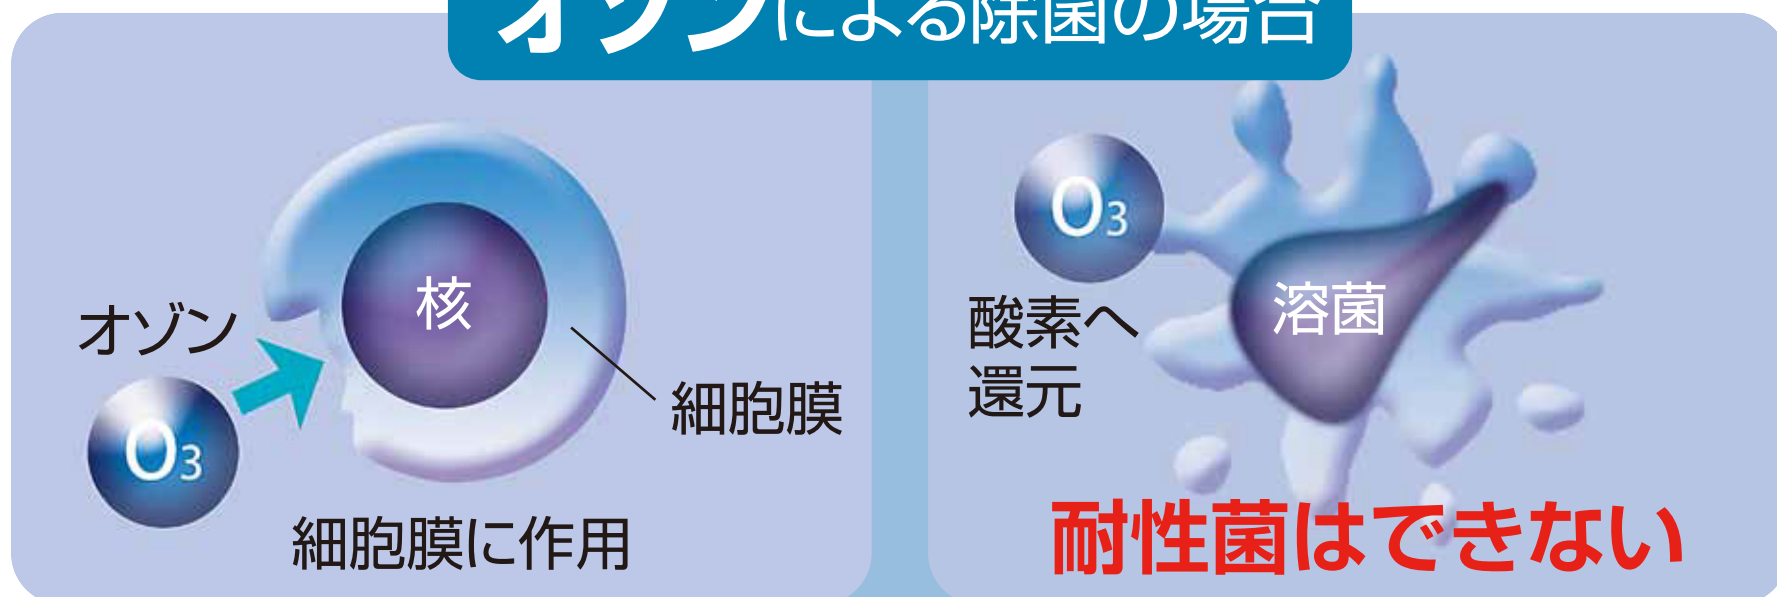 オゾンによる除菌の場合
核
オゾン
O3
細胞膜
細胞膜に作用
O3
酸素へ
還元
溶菌
耐性菌はできない